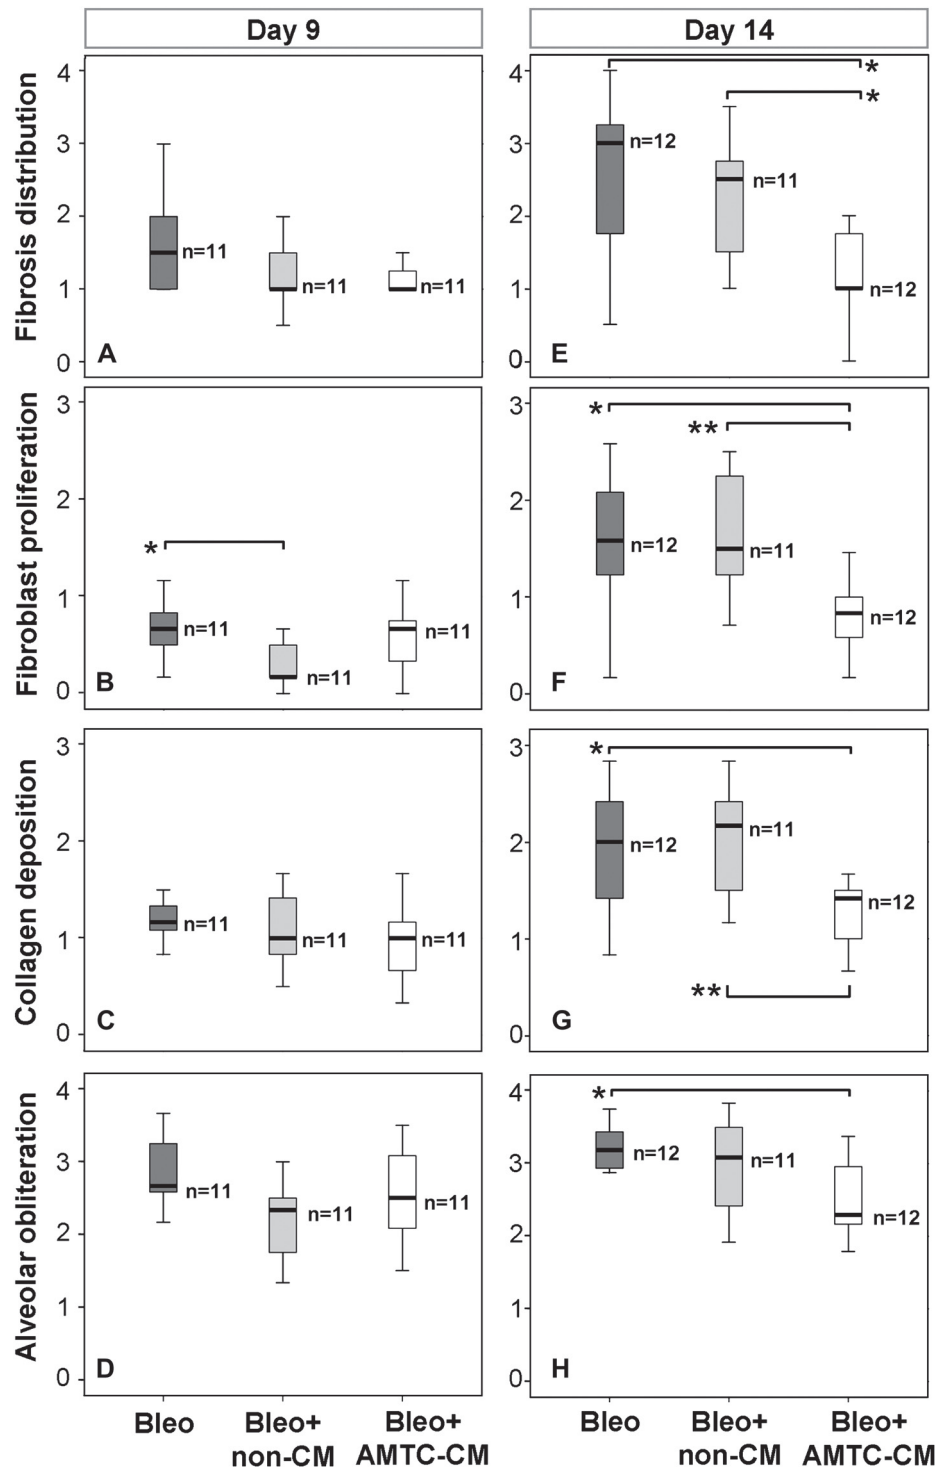 Day 9
Day 14
Fibrosis distribution
4
3
2
1
0
n=11
n=11
n=11
A
4
3
2
1
0
*
*
n=12
n=11
n=12
E
Fibroblast proliferation
3
2
1
0
*
n=11
n=11
n=11
B
3
2
1
0
*
**
n=12
n=11
n=12
F
Collagen deposition
3
2
1
0
n=11
n=11
n=11
C
3
2
1
0
*
n=12
n=11
n=12
**
G
Alveolar obliteration
4
3
2
1
0
n=11
n=11
n=11
D
4
3
2
1
0
*
n=12
n=11
n=12
H
Bleo
Bleo+
non-CM
Bleo+
AMTC-CM
Bleo
Bleo+
non-CM
Bleo+
AMTC-CM